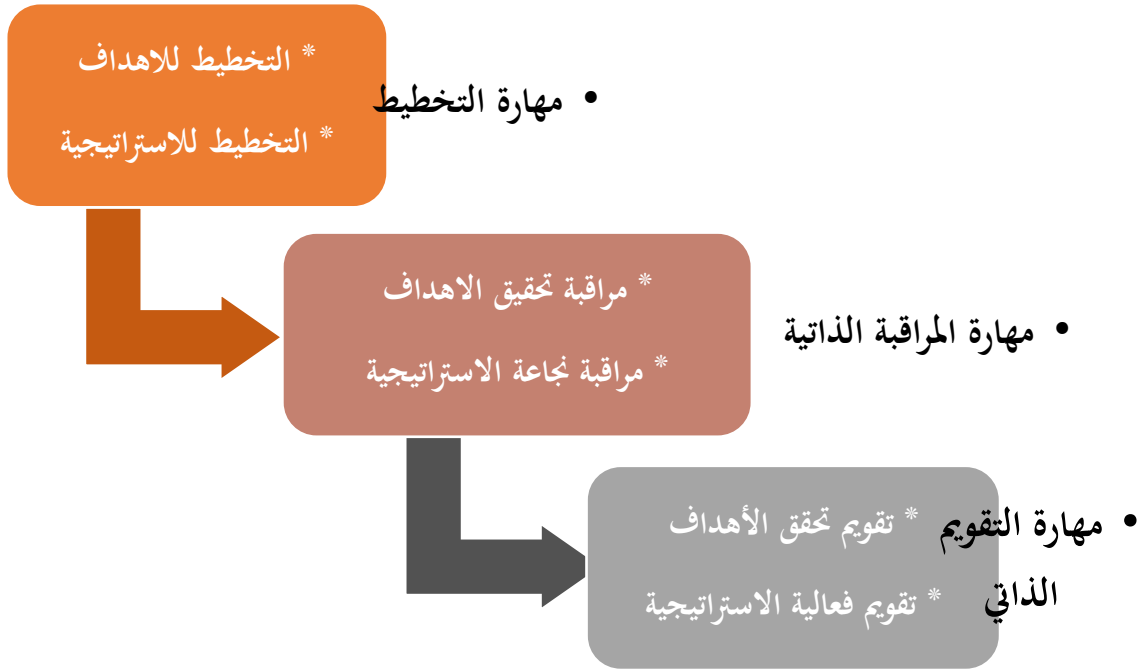 * التخطيط للاهداف
* التخطيط للاستراتيجية
• مهارة التخطيط
* مراقبة تحقيق الاهداف
* مراقبة نجاعة الاستراتيجية
• مهارة المراقبة الذاتية
* تقويم تحقق الأهداف
* تقويم فعالية الاستراتيجية
• مهارة التقويم
الذاتي